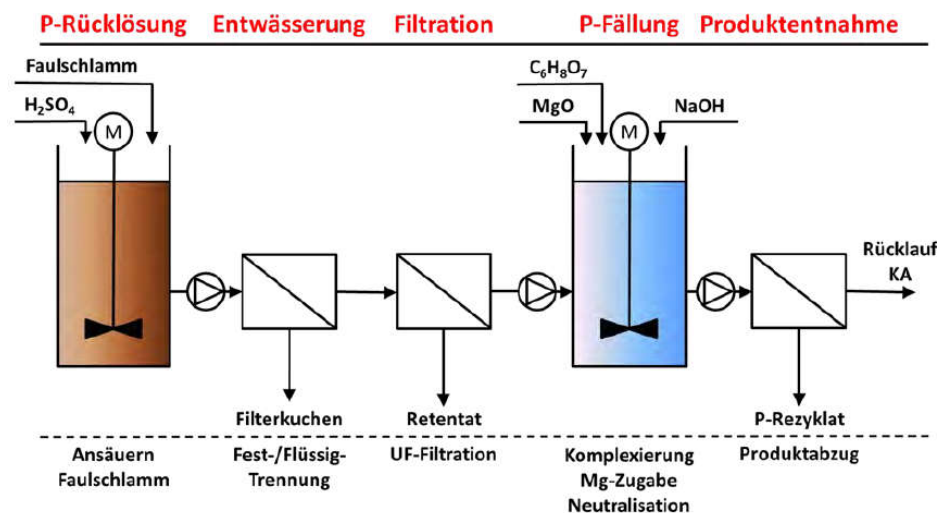 P-Rücklösung Entwässerung Filtration P-Fällung Produktentnahme
Faulschlamm
H₂SO₄
M
C₆H₈O₇
MgO
M
NaOH
Rücklauf
KA
Filterkuchen
Retentat
P-Rezyklat
Ansäuern
Faulschlamm
Fest-/Flüssig-
Trennung
UF-Filtration
Komplexierung
Mg-Zugabe
Neutralisation
Produktabzug